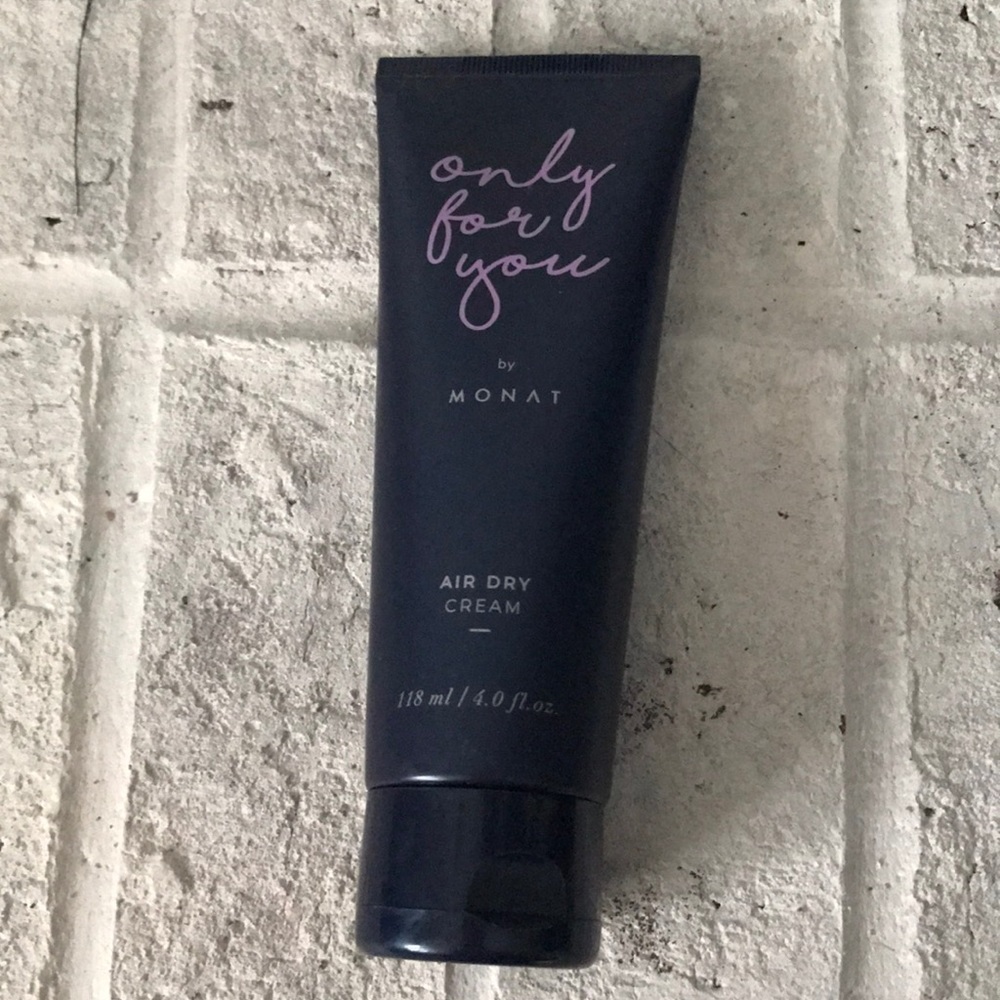 only
for
you
by
MONAT
AIR DRY
CREAM
118 ml / 4.0 fl.oz.